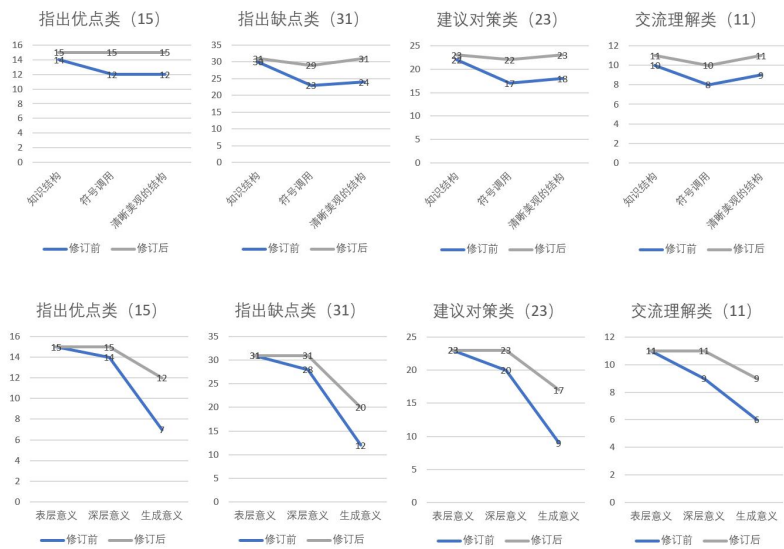 指出优点类（15）
16
14
12
10
8
6
4
2
0
15
15
15
14
12
12
知识结构
符号调用
清晰美观的结构
修订前
修订后
指出缺点类（31）
35
30
25
20
15
10
5
0
31
29
31
30
23
24
知识结构
符号调用
清晰美观的结构
修订前
修订后
建议对策类（23）
25
20
15
10
5
0
23
22
23
22
17
18
知识结构
符号调用
清晰美观的结构
修订前
修订后
交流理解类（11）
12
10
8
6
4
2
0
11
10
11
10
8
9
知识结构
符号调用
清晰美观的结构
修订前
修订后
指出优点类（15）
16
14
12
10
8
6
4
2
0
15
15
12
14
7
表层意义
深层意义
生成意义
修订前
修订后
指出缺点类（31）
35
30
25
20
15
10
5
0
31
31
20
28
12
表层意义
深层意义
生成意义
修订前
修订后
建议对策类（23）
25
20
15
10
5
0
23
23
17
20
9
表层意义
深层意义
生成意义
修订前
修订后
交流理解类（11）
12
10
8
6
4
2
0
11
11
9
9
6
表层意义
深层意义
生成意义
修订前
修订后